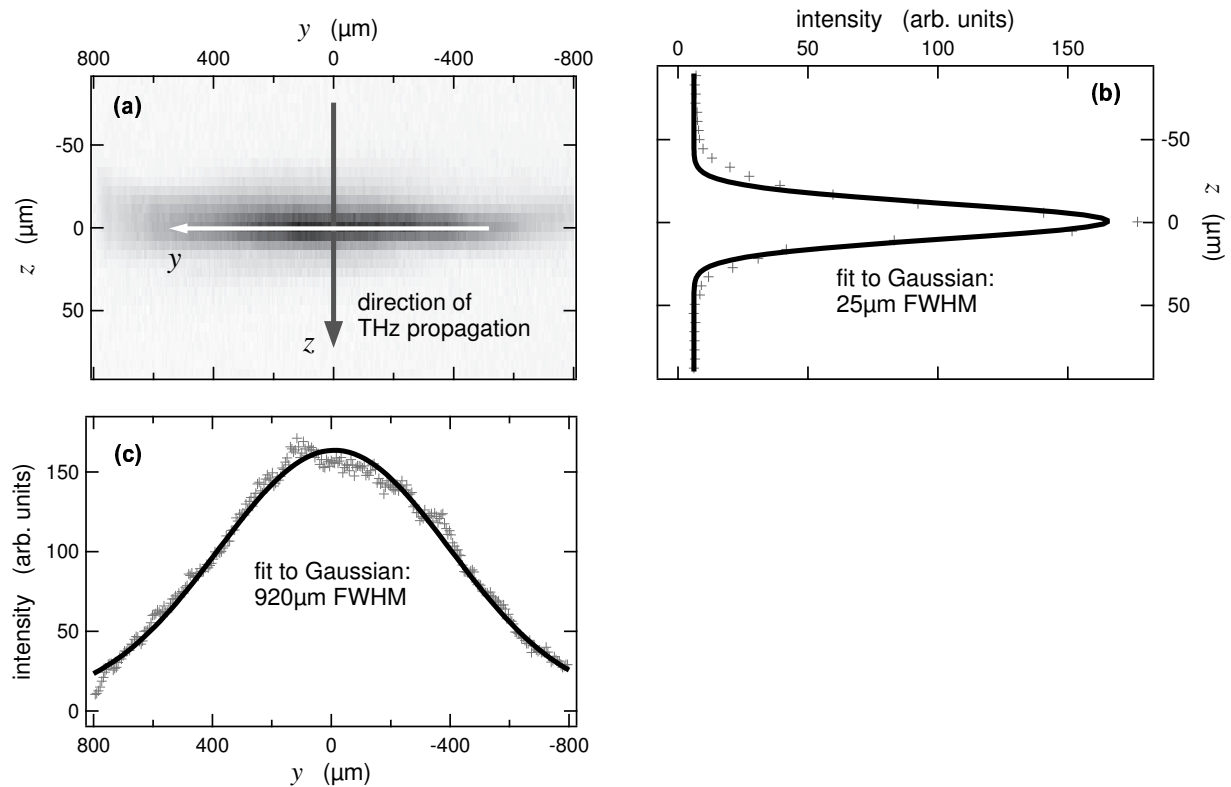 y (µm)
800 400 0 -400 -800
(a)
-50
0
50
z (µm)
y
z
direction of
THz propagation
intensity (arb. units)
0 50 100 150
(b)
-50
0
50
z (µm)
fit to Gaussian:
25µm FWHM
(c)
150
100
50
0
intensity (arb. units)
fit to Gaussian:
920µm FWHM
800 400 0 -400 -800
y (µm)